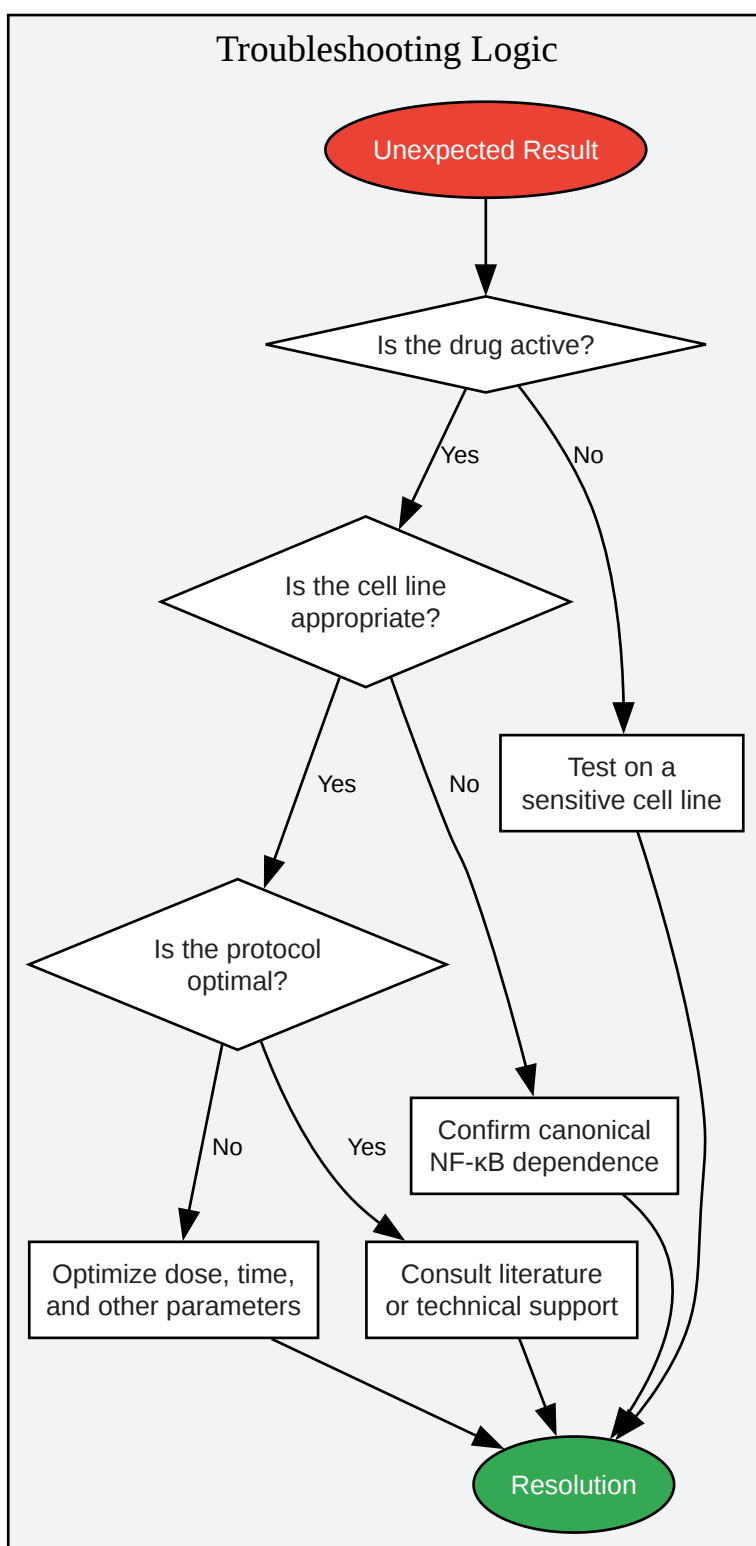 Troubleshooting Logic
Unexpected Result
Is the drug active?
Yes
No
Is the cell line
appropriate?
Yes
No
Test on a
sensitive cell line
Is the protocol
optimal?
No
Yes
Confirm canonical
NF-κB dependence
Optimize dose, time,
and other parameters
Consult literature
or technical support
Resolution